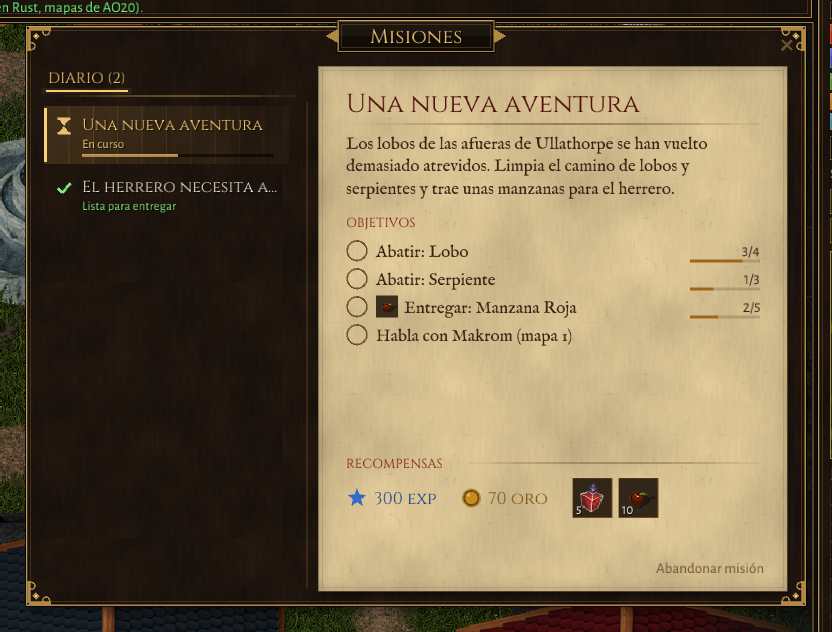 en Rust, mapas de AO20).
Misiones
DIARIO (2)
Una nueva aventura
En curso
El herrero necesita a...
Lista para entregar
Una nueva aventura
Los lobos de las afueras de Ullathorpe se han vuelto
demasiado atrevidos. Limpia el camino de lobos y
serpientes y trae unas manzanas para el herrero.
OBJETIVOS
Abatir: Lobo 3/4
Abatir: Serpiente 1/3
Entregar: Manzana Roja 2/5
Habla con Makrom (mapa 1)
RECOMPENSAS
300 EXP 70 ORO 5 10
Abandonar misión